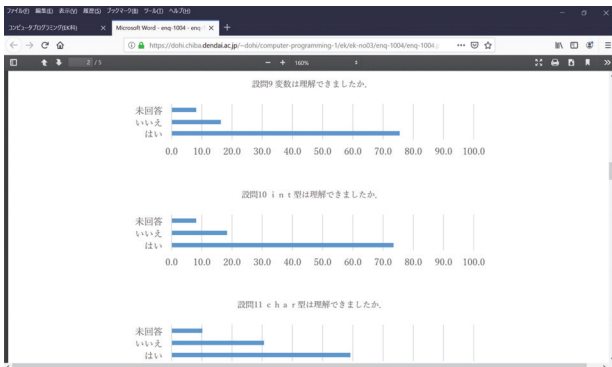 ファイル(F) 編集(E) 表示(V) 履歴(S) ブックマーク(B) ツール(T) ヘルプ(H)
コンピュータプログラミング(EK科)
Microsoft Word - enq-1004 - enq-1
https://dohi.chiba.dendai.ac.jp/~dohi/computer-programming-1/ek/ek-no03/enq-1004/enq-1004.
2 / 5
160%
設問9 変数は理解できましたか.
未回答
いいえ
はい
0.0 10.0 20.0 30.0 40.0 50.0 60.0 70.0 80.0 90.0 100.0
設問10 ｉｎｔ型は理解できましたか.
未回答
いいえ
はい
0.0 10.0 20.0 30.0 40.0 50.0 60.0 70.0 80.0 90.0 100.0
設問11 ｃｈａｒ型は理解できましたか.
未回答
いいえ
はい